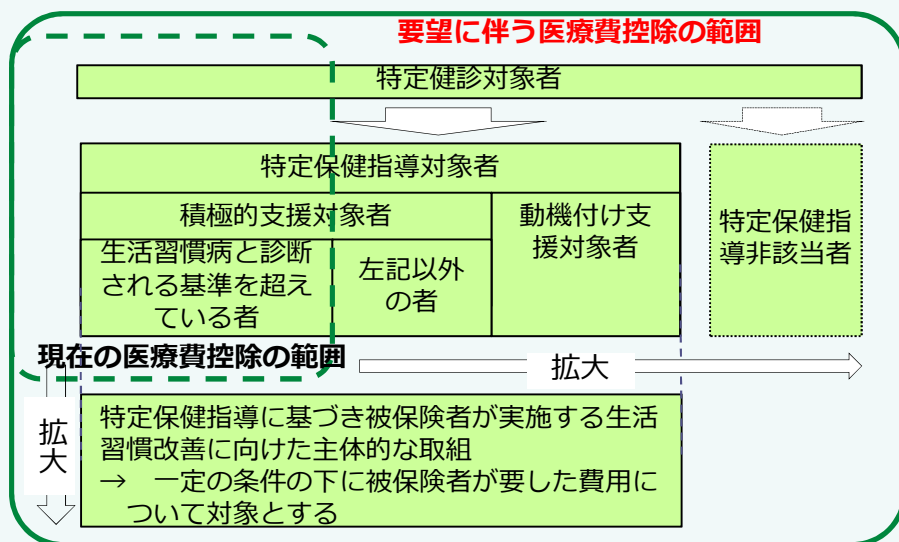 要望に伴う医療費控除の範囲
特定健診対象者
特定保健指導対象者
積極的支援対象者
動機付け支
援対象者
特定保健指
導非該当者
生活習慣病と診断
される基準を超え
ている者
左記以外
の者
現在の医療費控除の範囲
拡大
拡
大
特定保健指導に基づき被保険者が実施する生活
習慣改善に向けた主体的な取組
→ 一定の条件の下に被保険者が要した費用に
ついて対象とする